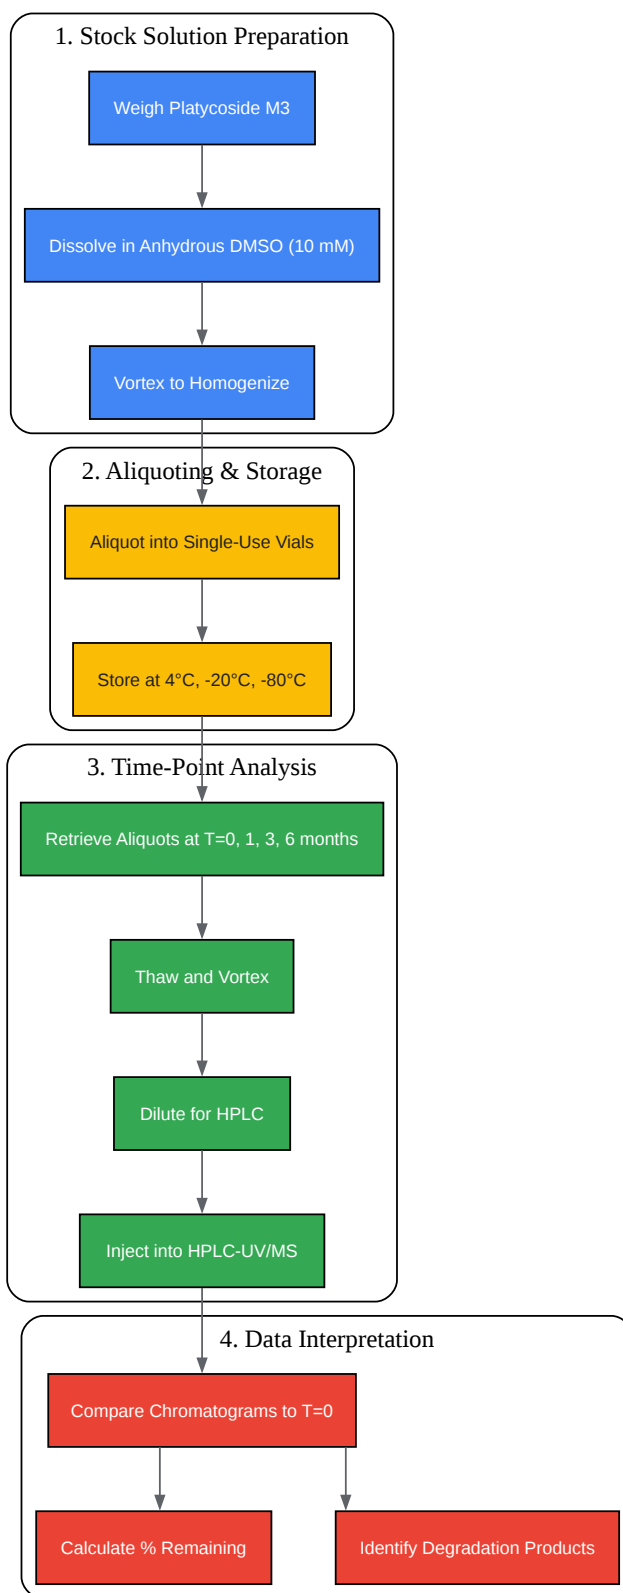 1. Stock Solution Preparation
Weigh Platycoside M3
Dissolve in Anhydrous DMSO (10 mM)
Vortex to Homogenize
2. Aliquoting & Storage
Aliquot into Single-Use Vials
Store at 4°C, -20°C, -80°C
3. Time-Point Analysis
Retrieve Aliquots at T=0, 1, 3, 6 months
Thaw and Vortex
Dilute for HPLC
Inject into HPLC-UV/MS
4. Data Interpretation
Compare Chromatograms to T=0
Calculate % Remaining
Identify Degradation Products